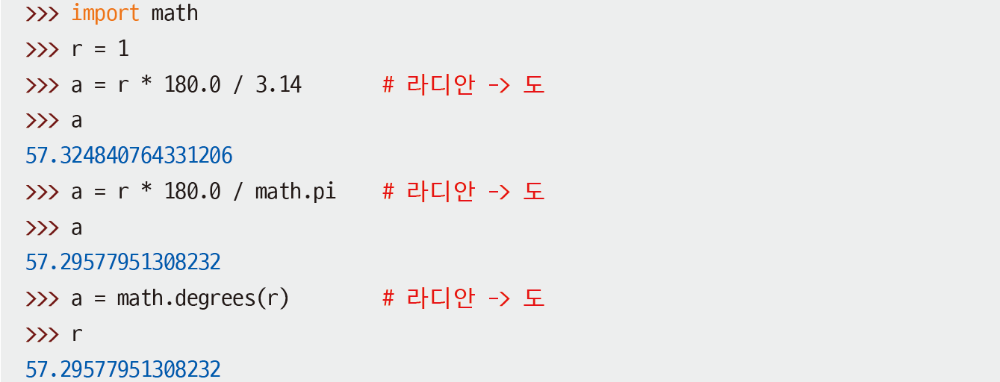 >>> import math
>>> r = 1
>>> a = r * 180.0 / 3.14 # 라디안 -> 도
>>> a
57.324840764331206
>>> a = r * 180.0 / math.pi # 라디안 -> 도
>>> a
57.29577951308232
>>> a = math.degrees(r) # 라디안 -> 도
>>> r
57.29577951308232